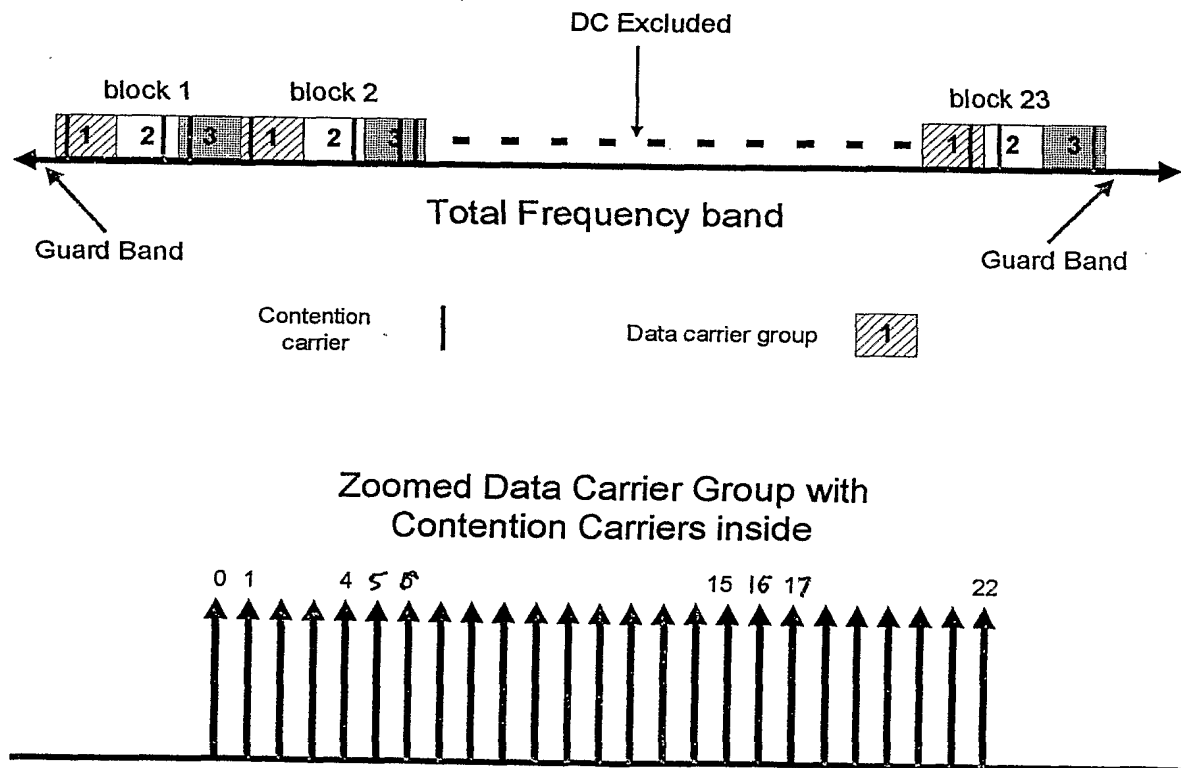 DC Excluded
block 1
block 2
block 23
1 2 3 1 2 3 1 2 3
Total Frequency band
Guard Band
Guard Band
Contention
carrier
Data carrier group
1
Zoomed Data Carrier Group with
Contention Carriers inside
0 1 4 5 15 16 17 22